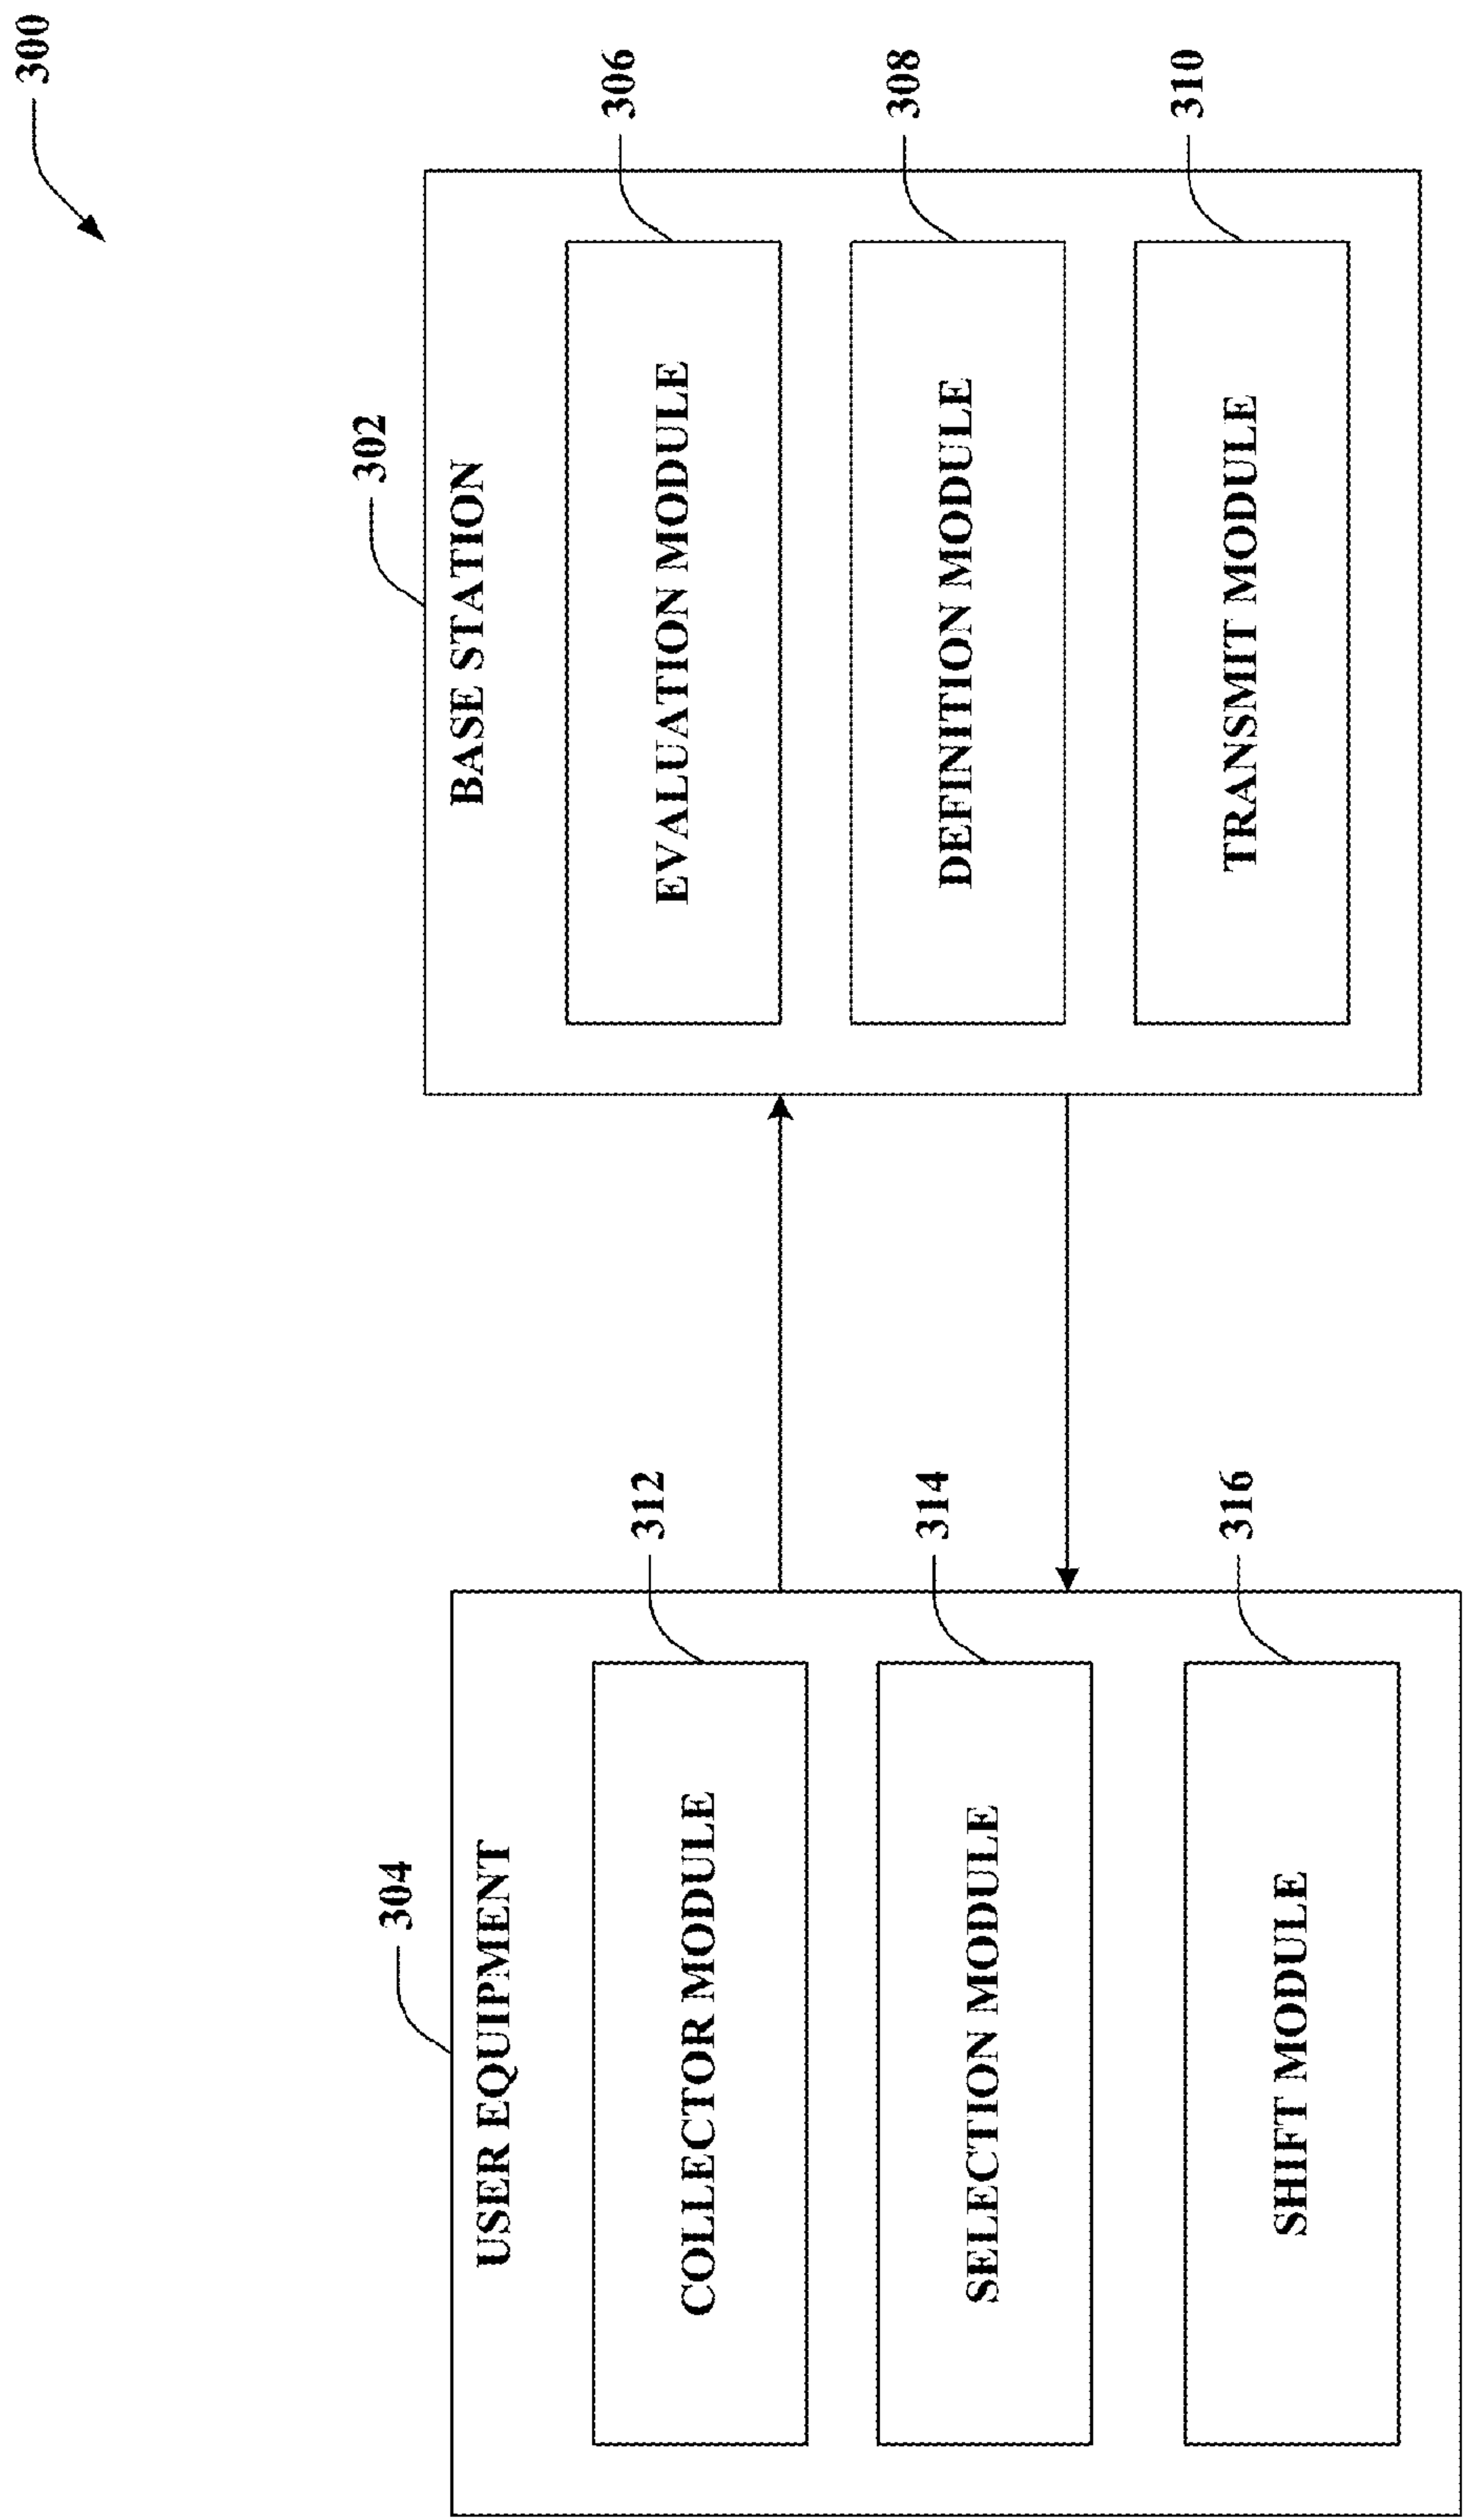 300
304
USER EQUIPMENT
312
COLLECTOR MODULE
314
SELECTION MODULE
316
SHIFT MODULE
302
BASE STATION
306
EVALUATION MODULE
308
DEFINITION MODULE
310
TRANSMIT MODULE